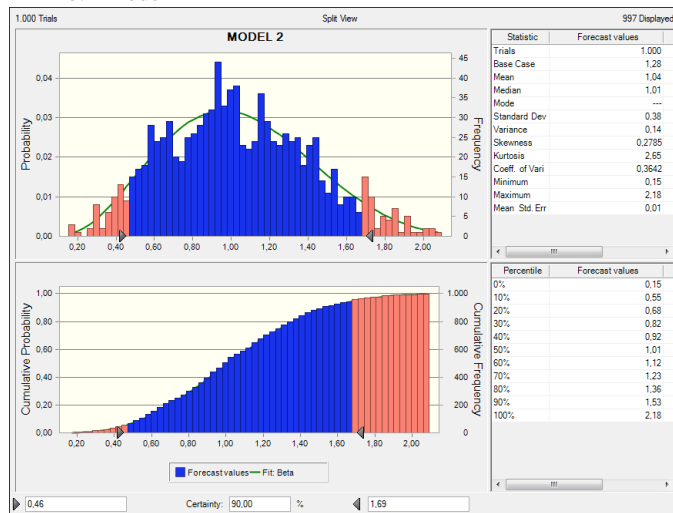 1.000 Trials Split View 997 Displayed
MODEL 2
Probability
0,04
0,03
0,02
0,01
0,00
Frequency
45
40
35
30
25
20
15
10
5
0
0,20 0,40 0,60 0,80 1,00 1,20 1,40 1,60 1,80 2,00
Statistic Forecast values
Trials 1.000
Base Case 1,28
Mean 1,04
Median 1,01
Mode ---
Standard Dev 0,38
Variance 0,14
Skewness 0,2785
Kurtosis 2,65
Coeff. of Vari 0,3642
Minimum 0,15
Maximum 2,18
Mean Std. Err 0,01
Cumulative Probability
1,00
0,80
0,60
0,40
0,20
0,00
Cumulative Frequency
1.000
800
600
400
200
0
0,20 0,40 0,60 0,80 1,00 1,20 1,40 1,60 1,80 2,00
Forecast values Fit: Beta
Percentile Forecast values
0% 0,15
10% 0,55
20% 0,68
30% 0,82
40% 0,92
50% 1,01
60% 1,12
70% 1,23
80% 1,36
90% 1,53
100% 2,18
0,46 Certainty: 90,00 % 1,69